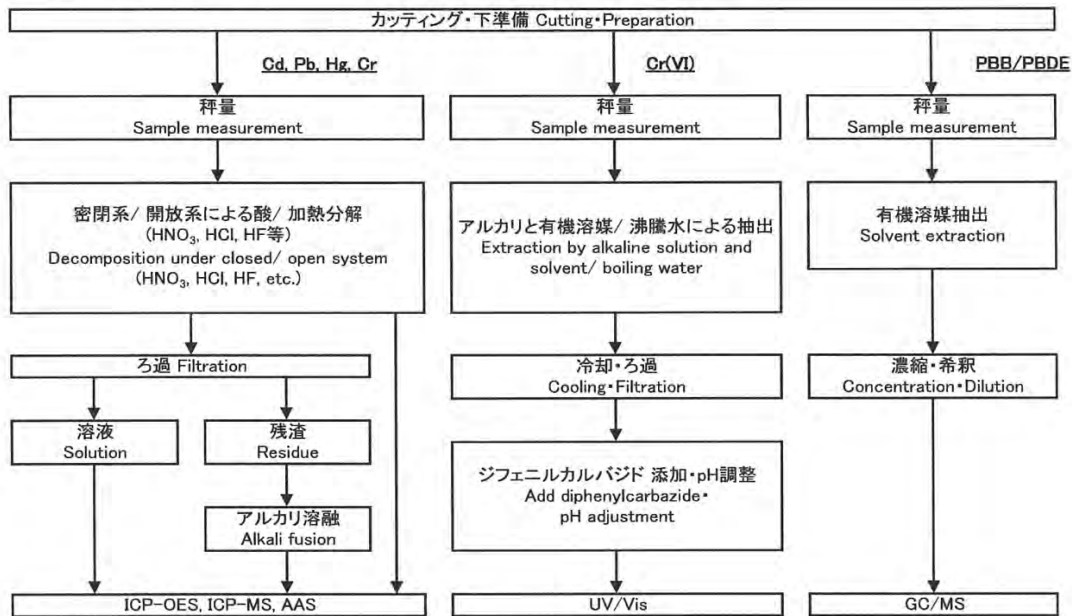 カッティング・下準備 Cutting・Preparation
Cd, Pb, Hg, Cr
秤量
Sample measurement
密閉系/ 開放系による酸/ 加熱分解
(HNO₃, HCl, HF等)
Decomposition under closed/ open system
(HNO₃, HCl, HF, etc.)
ろ過 Filtration
溶液
Solution
残渣
Residue
アルカリ溶融
Alkali fusion
ICP-OES, ICP-MS, AAS
Cr(VI)
秤量
Sample measurement
アルカリと有機溶媒/ 沸騰水による抽出
Extraction by alkaline solution and
solvent/ boiling water
冷却・ろ過
Cooling・Filtration
ジフェニルカルバジド 添加・pH調整
Add diphenylcarbazide・
pH adjustment
UV/Vis
PBB/PBDE
秤量
Sample measurement
有機溶媒抽出
Solvent extraction
濃縮・希釈
Concentration・Dilution
GC/MS